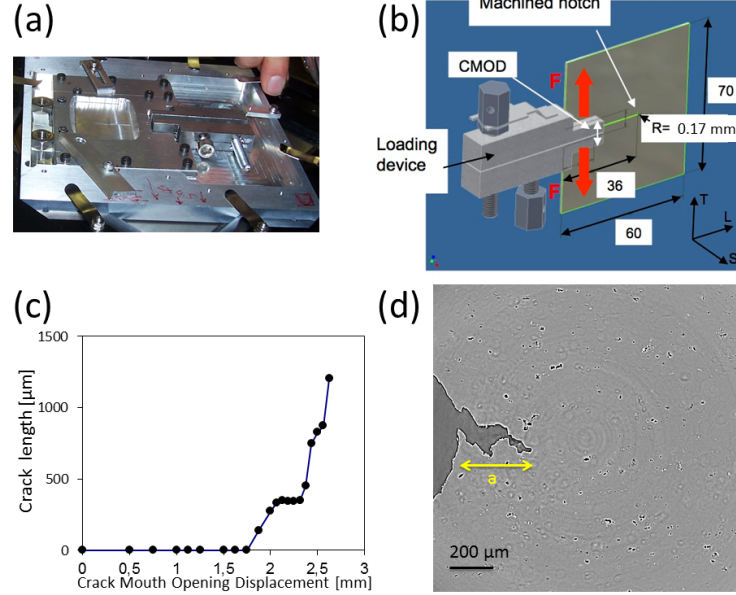 (a)
(b)
Machined notch
CMOD
F
70
R= 0.17 mm
Loading
device
36
F
60
T
L
S
(c)
(d)
1500
1000
500
0
Crack length [µm]
0
0,5
1
1,5
2
2,5
3
Crack Mouth Opening Displacement [mm]
a
200 µm